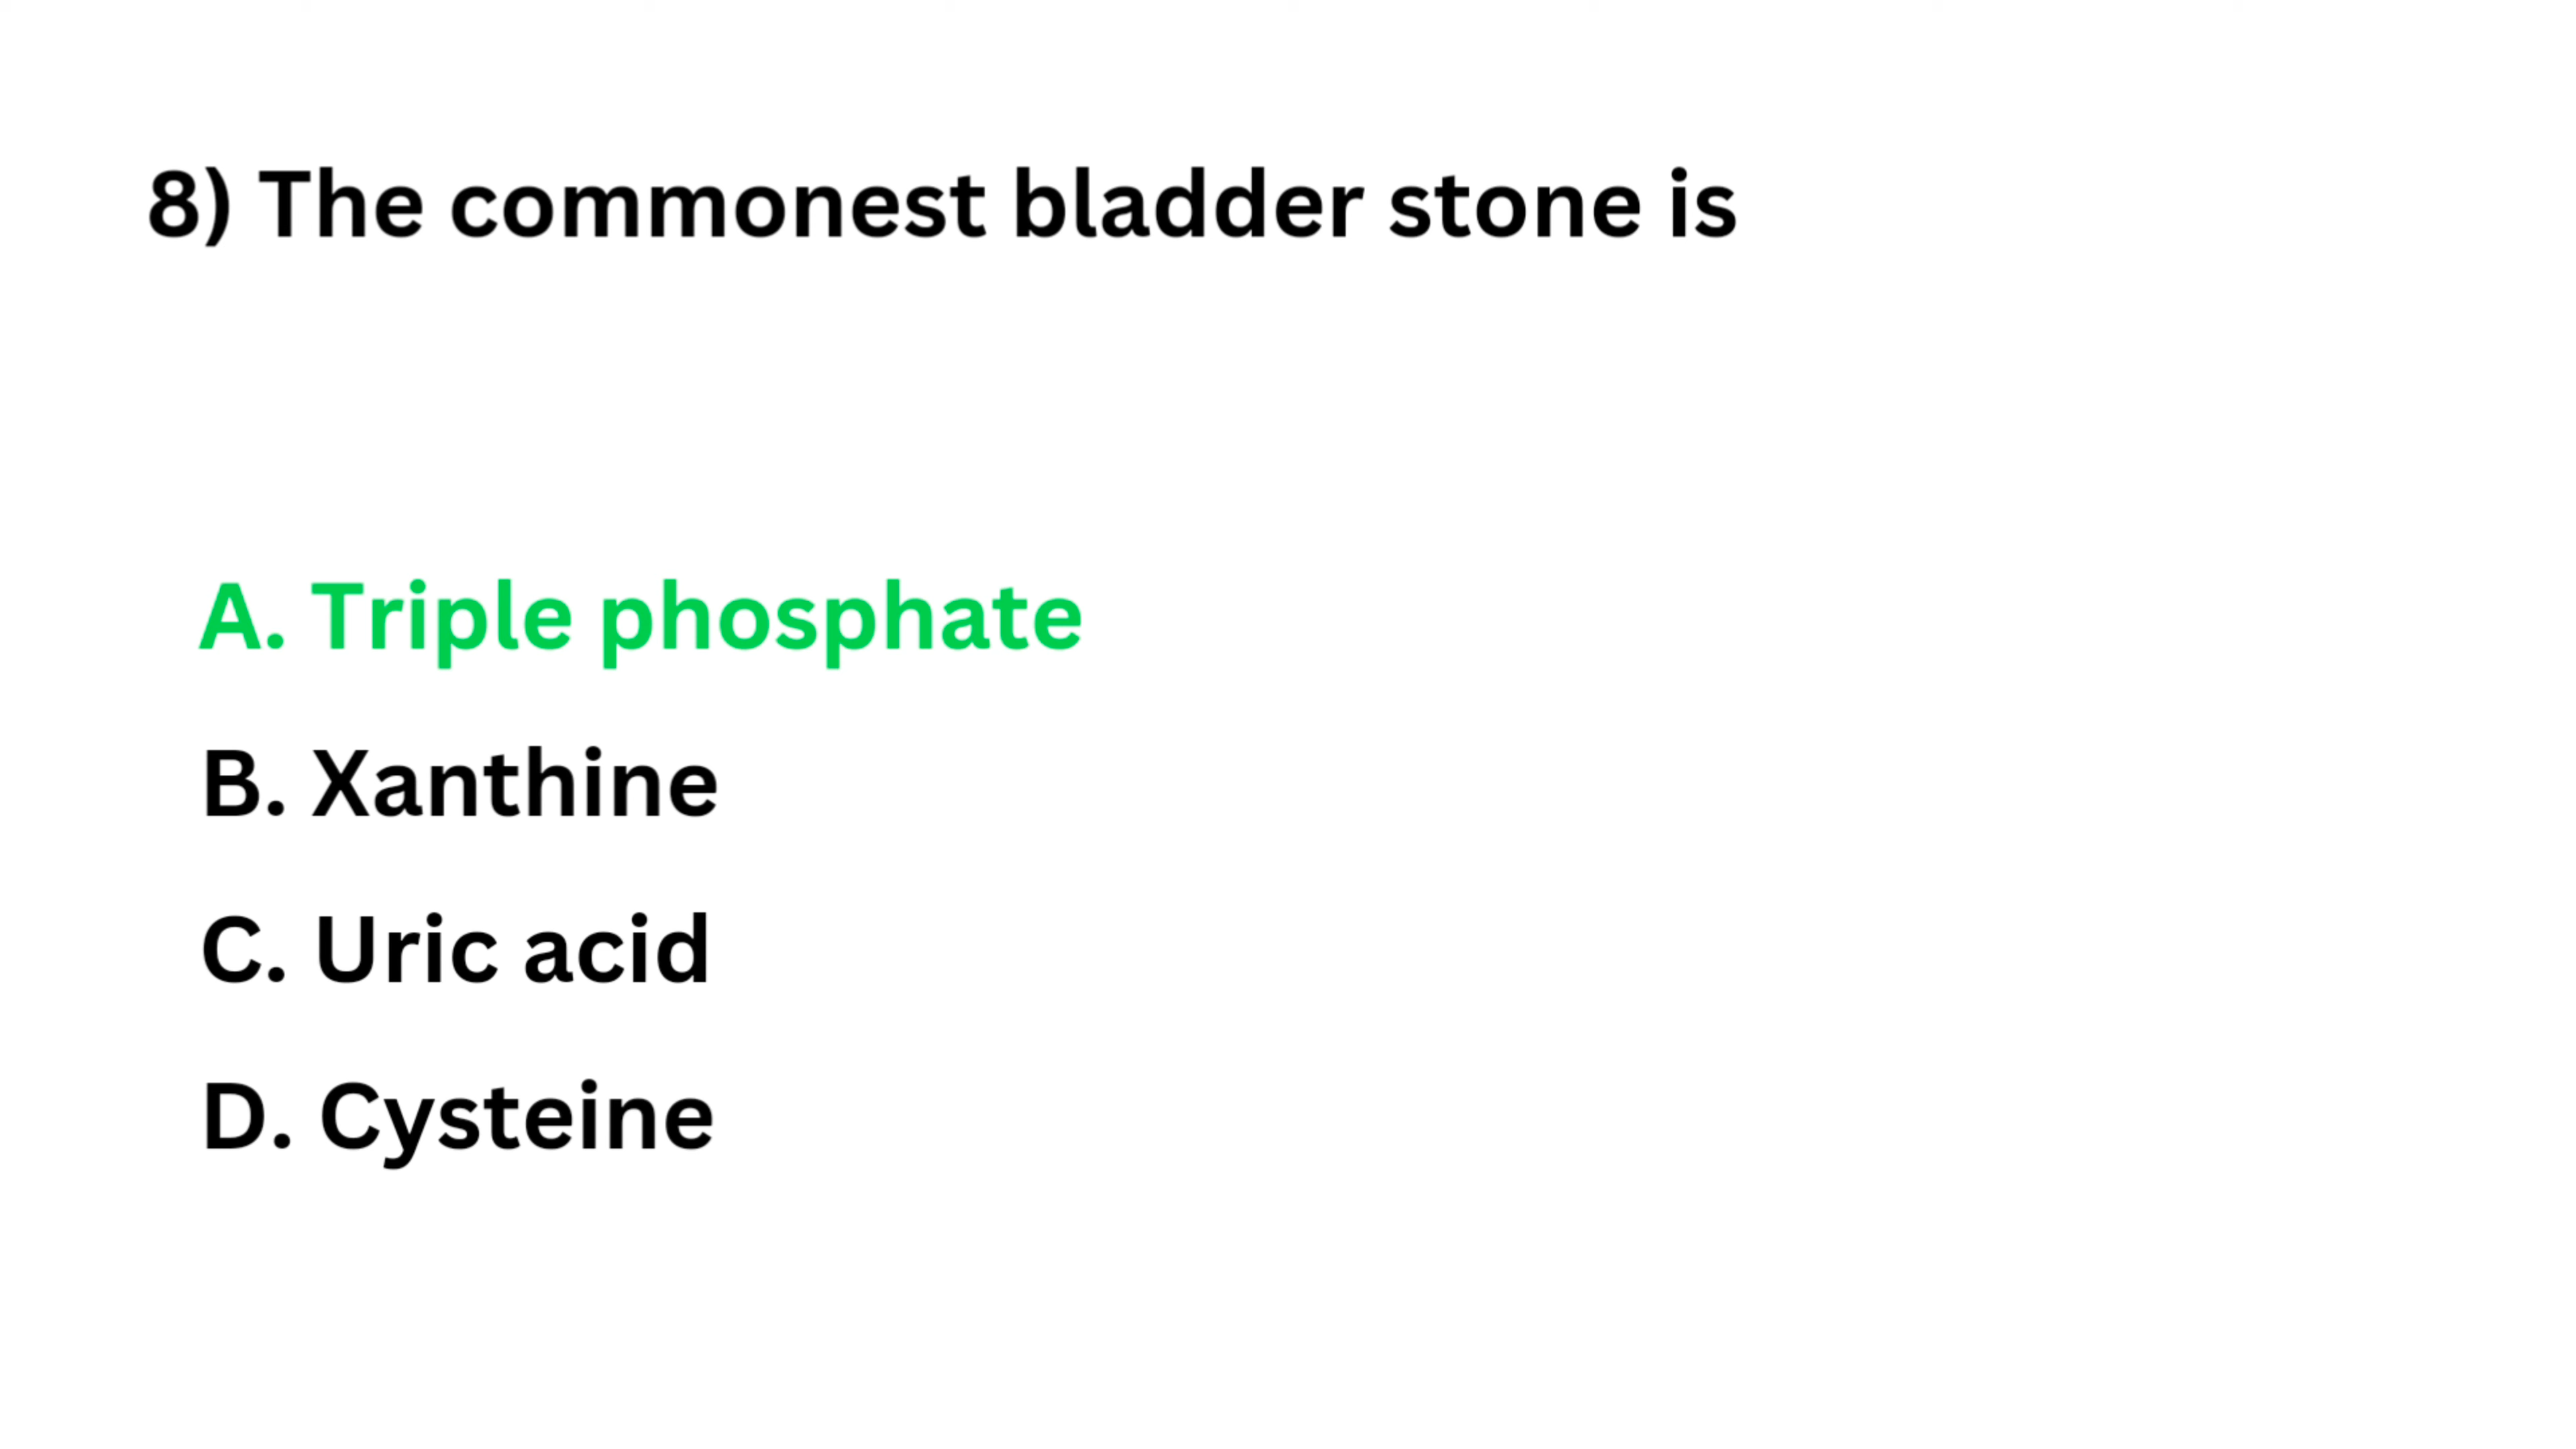 8) The commonest bladder stone is
A. Triple phosphate
B. Xanthine
C. Uric acid
D. Cysteine